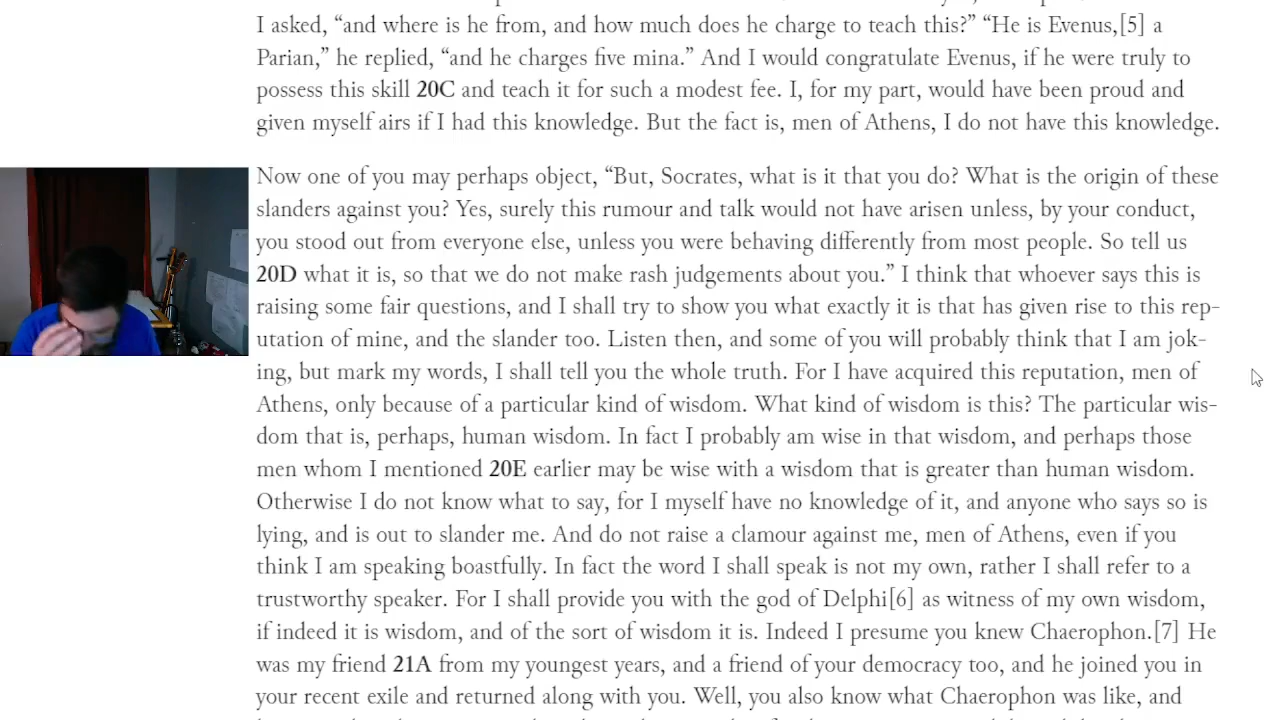 I asked, “and where is he from, and how much does he charge to teach this?” “He is Evenus,[5] a
Parian,” he replied, “and he charges five mina.” And I would congratulate Evenus, if he were truly to
possess this skill 20C and teach it for such a modest fee. I, for my part, would have been proud and
given myself airs if I had this knowledge. But the fact is, men of Athens, I do not have this knowledge.
Now one of you may perhaps object, “But, Socrates, what is it that you do? What is the origin of these
slanders against you? Yes, surely this rumour and talk would not have arisen unless, by your conduct,
you stood out from everyone else, unless you were behaving differently from most people. So tell us
20D what it is, so that we do not make rash judgements about you.” I think that whoever says this is
raising some fair questions, and I shall try to show you what exactly it is that has given rise to this rep-
utation of mine, and the slander too. Listen then, and some of you will probably think that I am jok-
ing, but mark my words, I shall tell you the whole truth. For I have acquired this reputation, men of
Athens, only because of a particular kind of wisdom. What kind of wisdom is this? The particular wis-
dom that is, perhaps, human wisdom. In fact I probably am wise in that wisdom, and perhaps those
men whom I mentioned 20E earlier may be wise with a wisdom that is greater than human wisdom.
Otherwise I do not know what to say, for I myself have no knowledge of it, and anyone who says so is
lying, and is out to slander me. And do not raise a clamour against me, men of Athens, even if you
think I am speaking boastfully. In fact the word I shall speak is not my own, rather I shall refer to a
trustworthy speaker. For I shall provide you with the god of Delphi[6] as witness of my own wisdom,
if indeed it is wisdom, and of the sort of wisdom it is. Indeed I presume you knew Chaerophon.[7] He
was my friend 21A from my youngest years, and a friend of your democracy too, and he joined you in
your recent exile and returned along with you. Well, you also know what Chaerophon was like, and